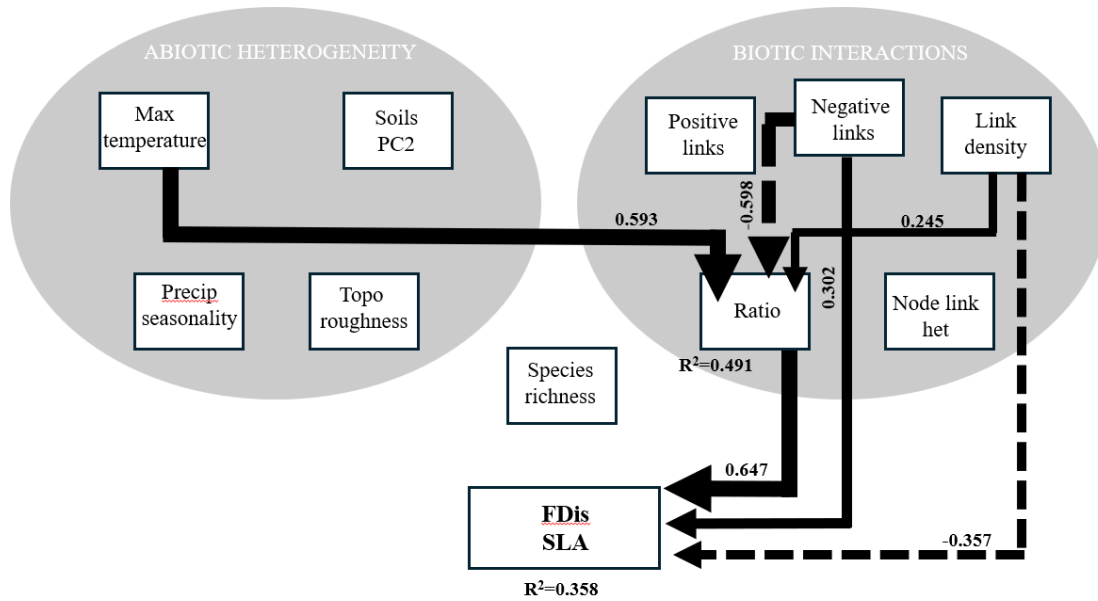 ABIOTIC HETEROGENEITY
Max
temperature
Soils
PC2
Precip
seasonality
Topo
roughness
BIOTIC INTERACTIONS
Positive
links
Negative
links
Link
density
0.593
-0.598
0.245
0.302
Ratio
R²=0.491
Node link
het
Species
richness
0.647
-0.357
FDis
SLA
R²=0.358